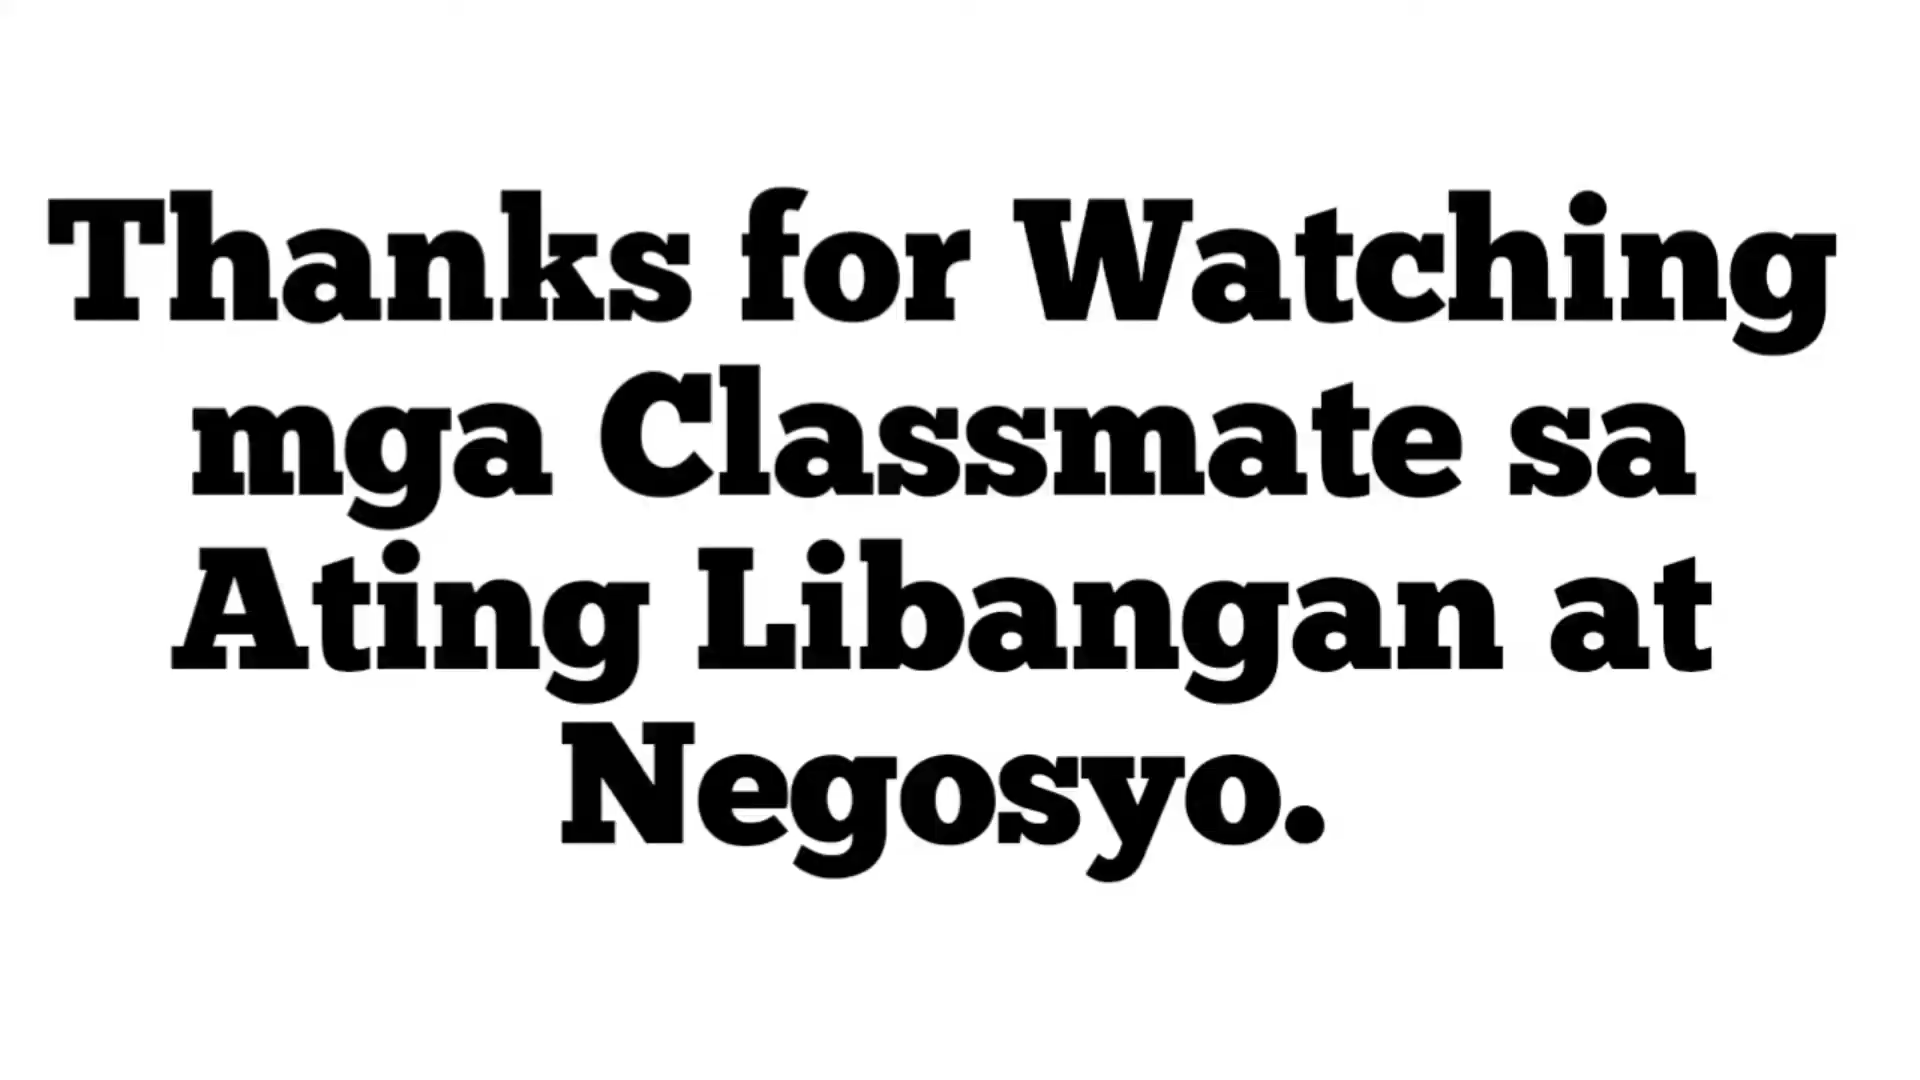 Thanks for Watching
mga Classmate sa
Ating Libangan at
Negosyo.